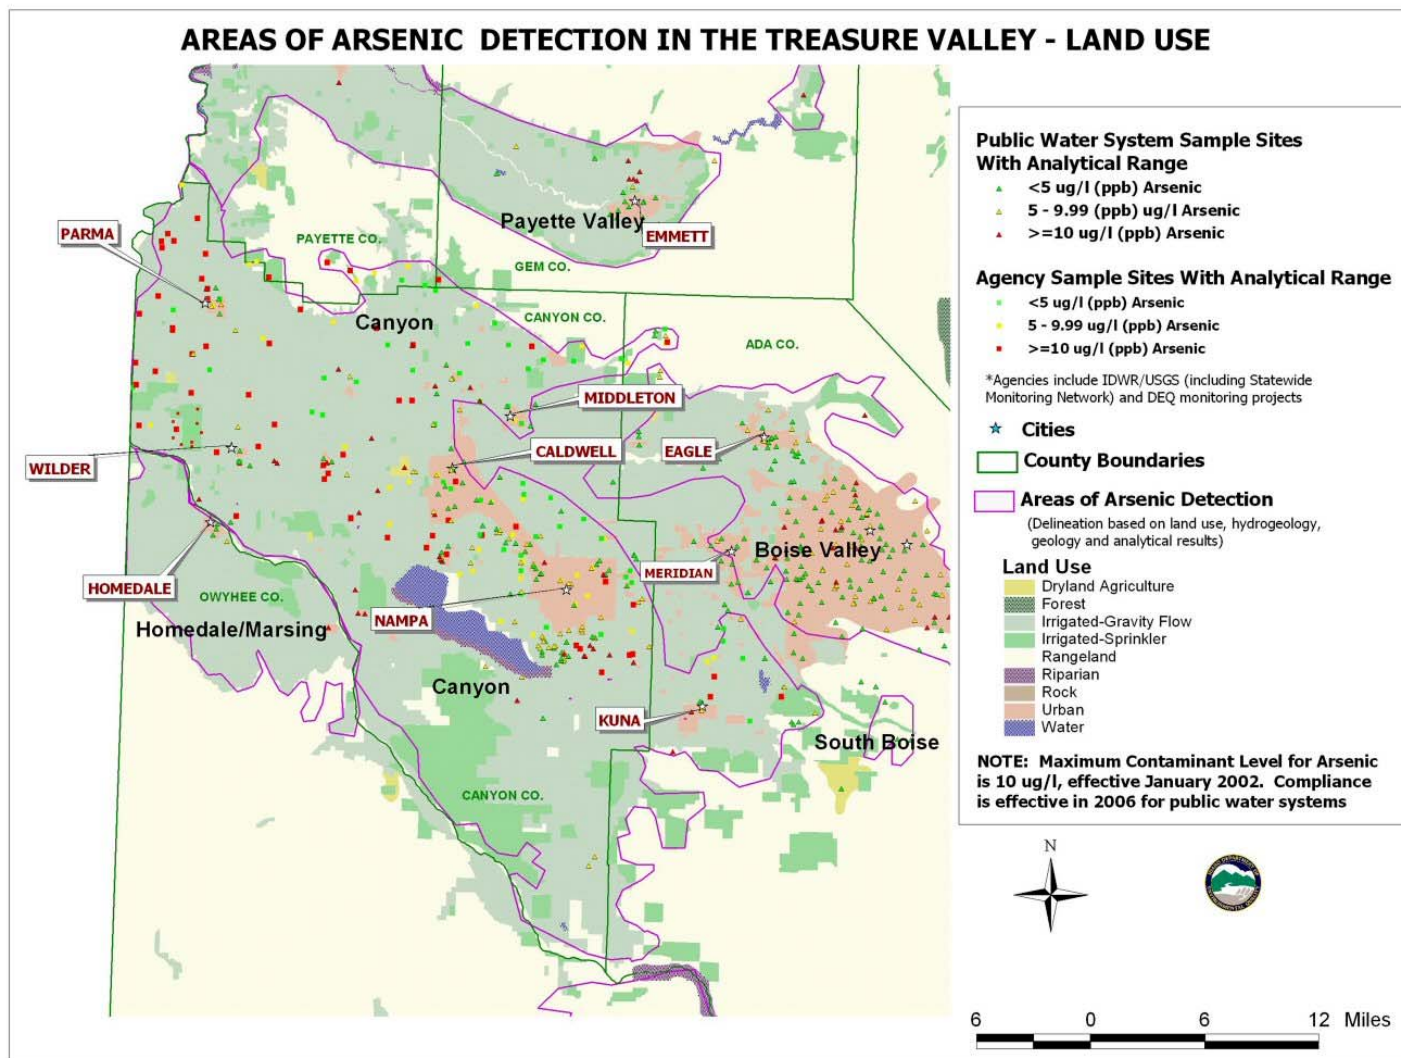 AREAS OF ARSENIC DETECTION IN THE TREASURE VALLEY - LAND USE
PARMA
PAYETTE CO.
Payette Valley
EMMETT
GEM CO.
Canyon
CANYON CO.
ADA CO.
MIDDLETON
WILDER
CALDWELL
EAGLE
HOMEDALE
OWYHEE CO.
Homedale/Marsing
NAMPA
MERIDIAN
Boise Valley
Canyon
KUNA
South Boise
CANYON CO.
Public Water System Sample Sites
With Analytical Range
<5 ug/l (ppb) Arsenic
5 - 9.99 (ppb) ug/l Arsenic
>=10 ug/l (ppb) Arsenic
Agency Sample Sites With Analytical Range
<5 ug/l (ppb) Arsenic
5 - 9.99 ug/l (ppb) Arsenic
>=10 ug/l (ppb) Arsenic
*Agencies include IDWR/USGS (including Statewide
Monitoring Network) and DEQ monitoring projects
Cities
County Boundaries
Areas of Arsenic Detection
(Delineation based on land use, hydrogeology,
geology and analytical results)
Land Use
Dryland Agriculture
Forest
Irrigated-Gravity Flow
Irrigated-Sprinkler
Rangeland
Riparian
Rock
Urban
Water
NOTE: Maximum Contaminant Level for Arsenic
is 10 ug/l, effective January 2002. Compliance
is effective in 2006 for public water systems
N
6 0 6 12 Miles